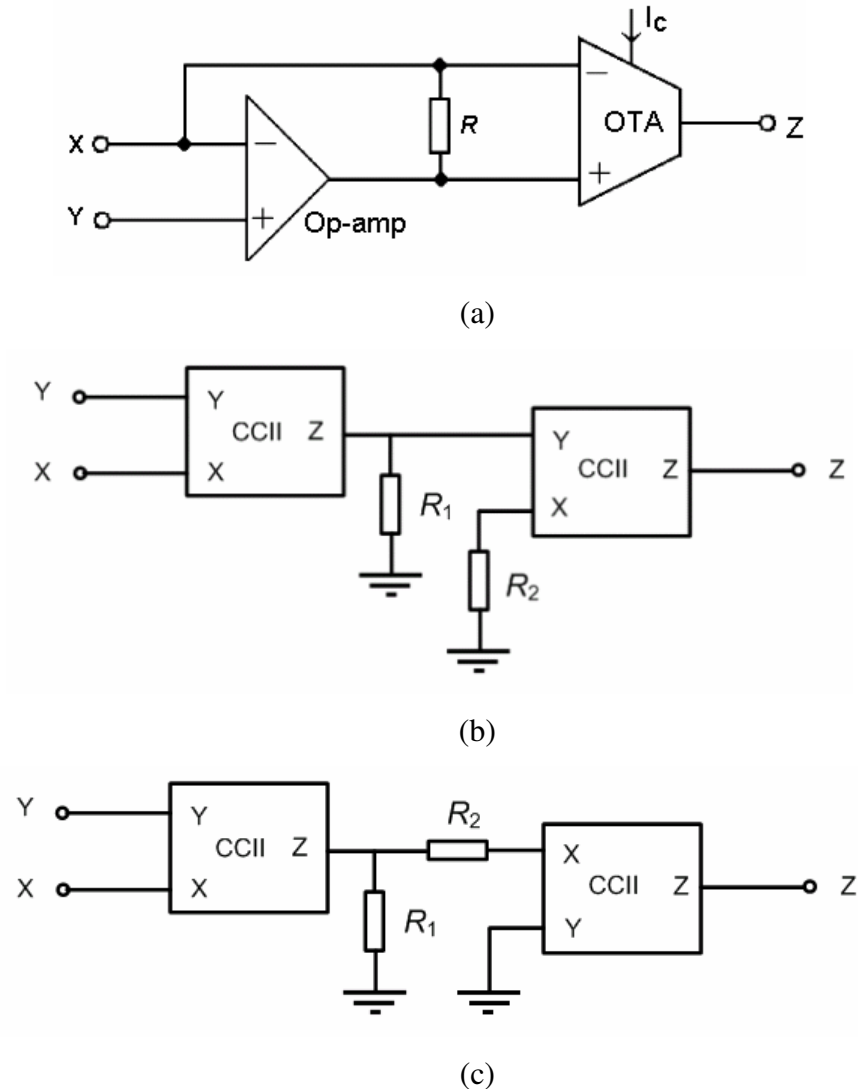 Ic
X
Y
−
+
Op-amp
R
−
+
OTA
Z
(a)
Y
X
Y
X
CCII
Z
R1
Y
X
CCII
Z
R2
Z
(b)
Y
X
Y
X
CCII
Z
R1
R2
X
Y
CCII
Z
Z
(c)